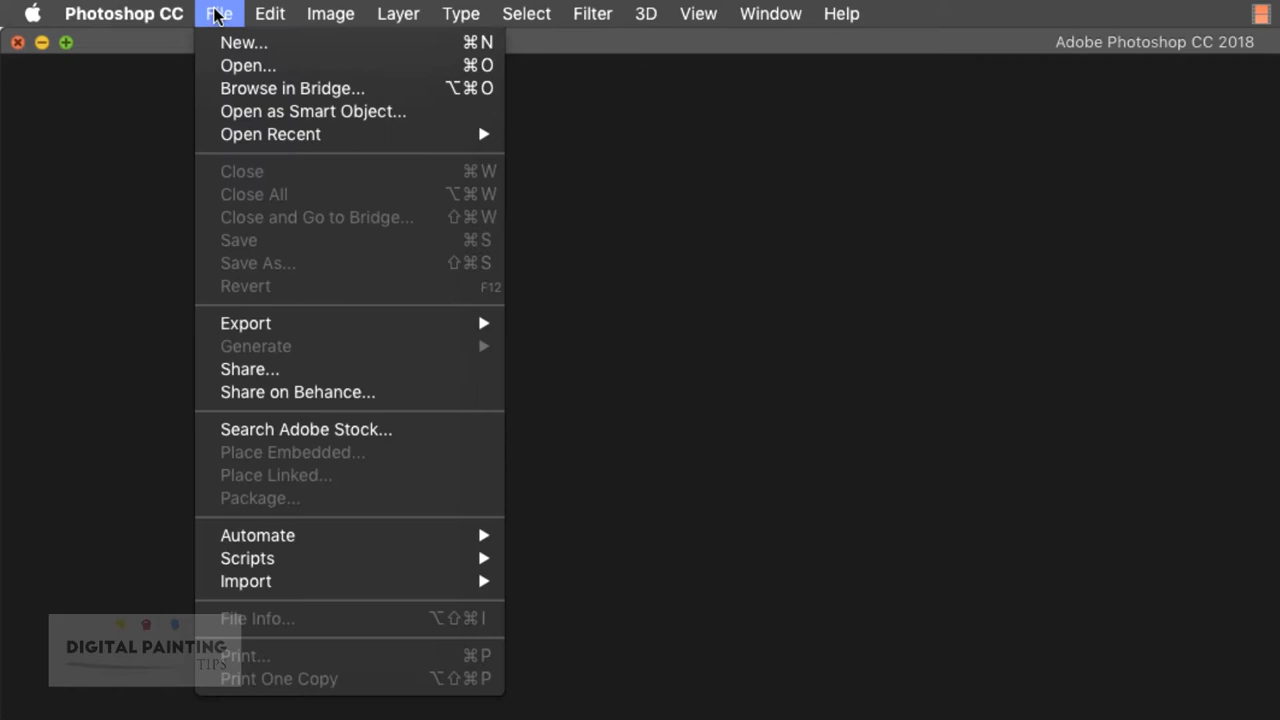 Photoshop CC File Edit Image Layer Type Select Filter 3D View Window Help
Adobe Photoshop CC 2018
New... ⌘N
Open... ⌘O
Browse in Bridge... ⌥⌘O
Open as Smart Object...
Open Recent
Close ⌘W
Close All ⌥⌘W
Close and Go to Bridge... ⇧⌘W
Save ⌘S
Save As... ⇧⌘S
Revert F12
Export
Generate
Share...
Share on Behance...
Search Adobe Stock...
Place Embedded...
Place Linked...
Package...
Automate
Scripts
Import
File Info... ⌥⇧⌘I
Print... ⌘P
Print One Copy ⌥⇧⌘P
DIGITAL PAINTING
TIPS